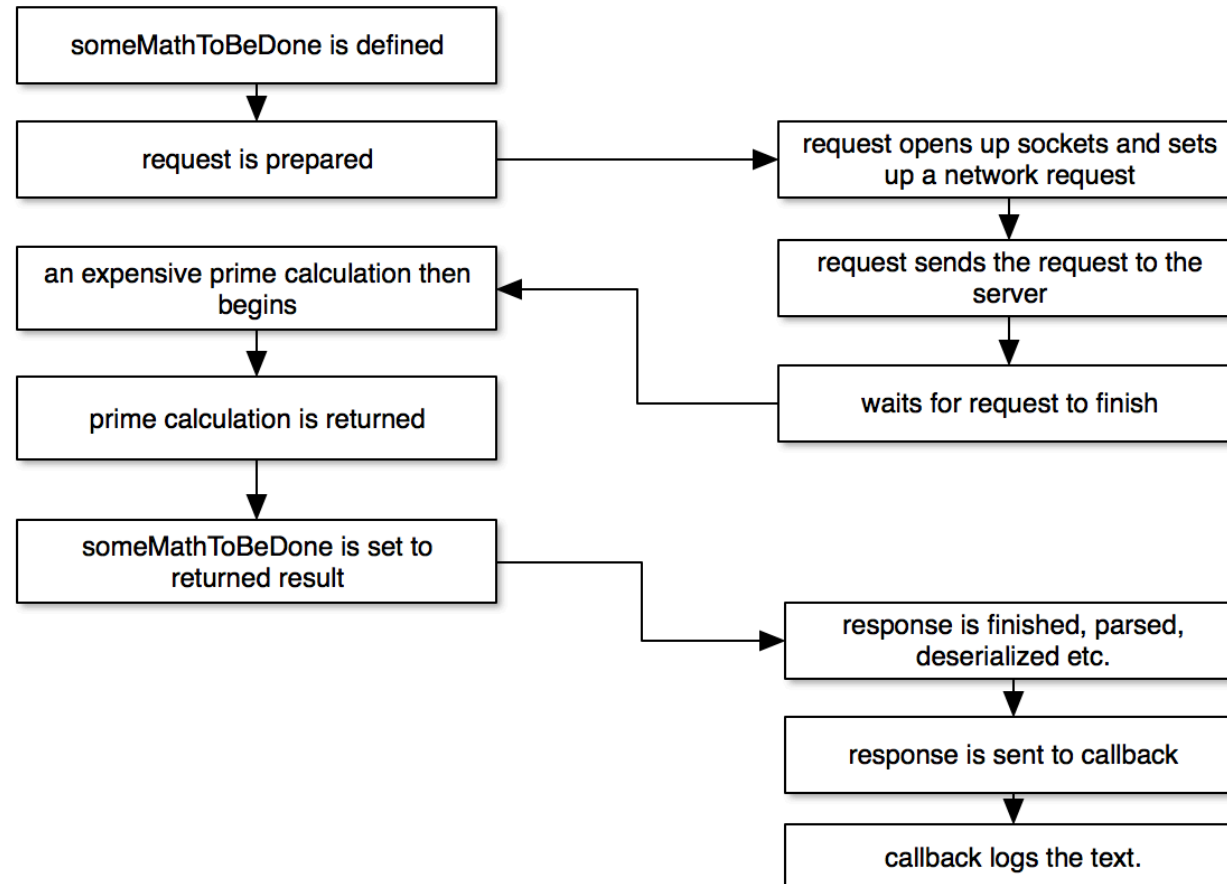 someMathToBeDone is defined
request is prepared
request opens up sockets and sets
up a network request
request sends the request to the
server
waits for request to finish
an expensive prime calculation then
begins
prime calculation is returned
someMathToBeDone is set to
returned result
response is finished, parsed,
deserialized etc.
response is sent to callback
callback logs the text.